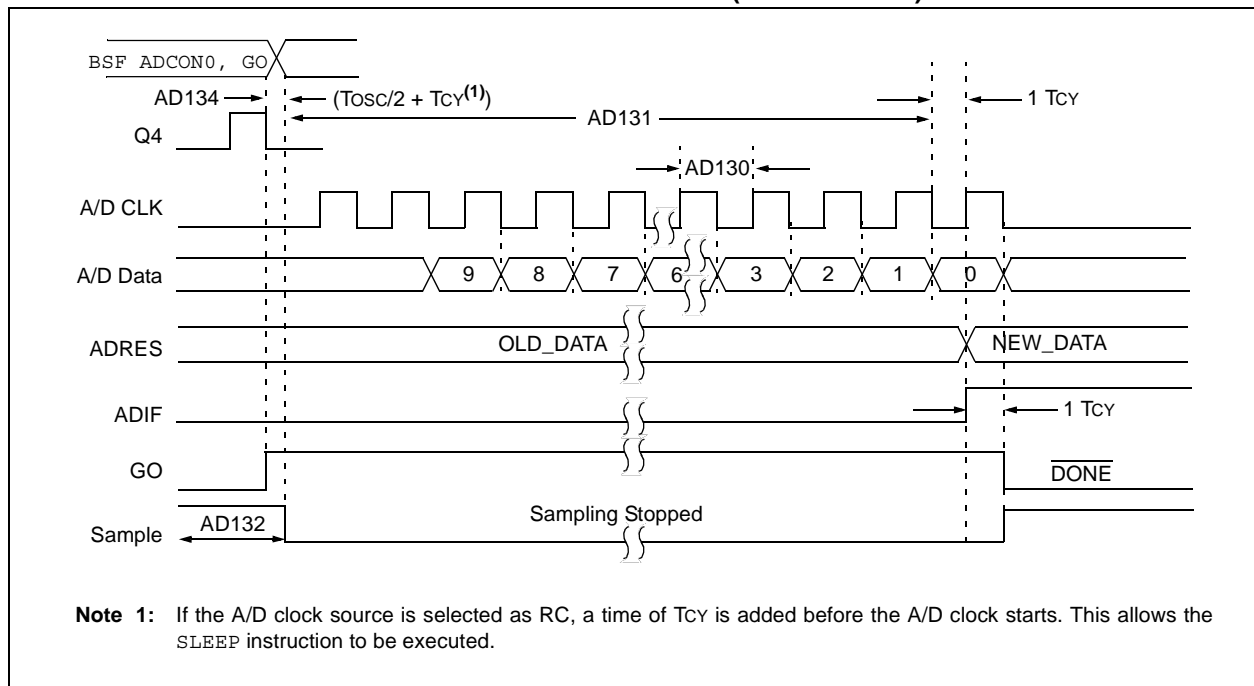 BSF ADCON0, GO
AD134
(TOSC/2 + TCY(1))
1 TCY
AD131
Q4
AD130
A/D CLK
A/D Data
9 8 7 6 3 2 1 0
ADRES
OLD_DATA
NEW_DATA
ADIF
1 TCY
GO
DONE
Sample
AD132
Sampling Stopped
Note 1: If the A/D clock source is selected as RC, a time of TCY is added before the A/D clock starts. This allows the
SLEEP instruction to be executed.